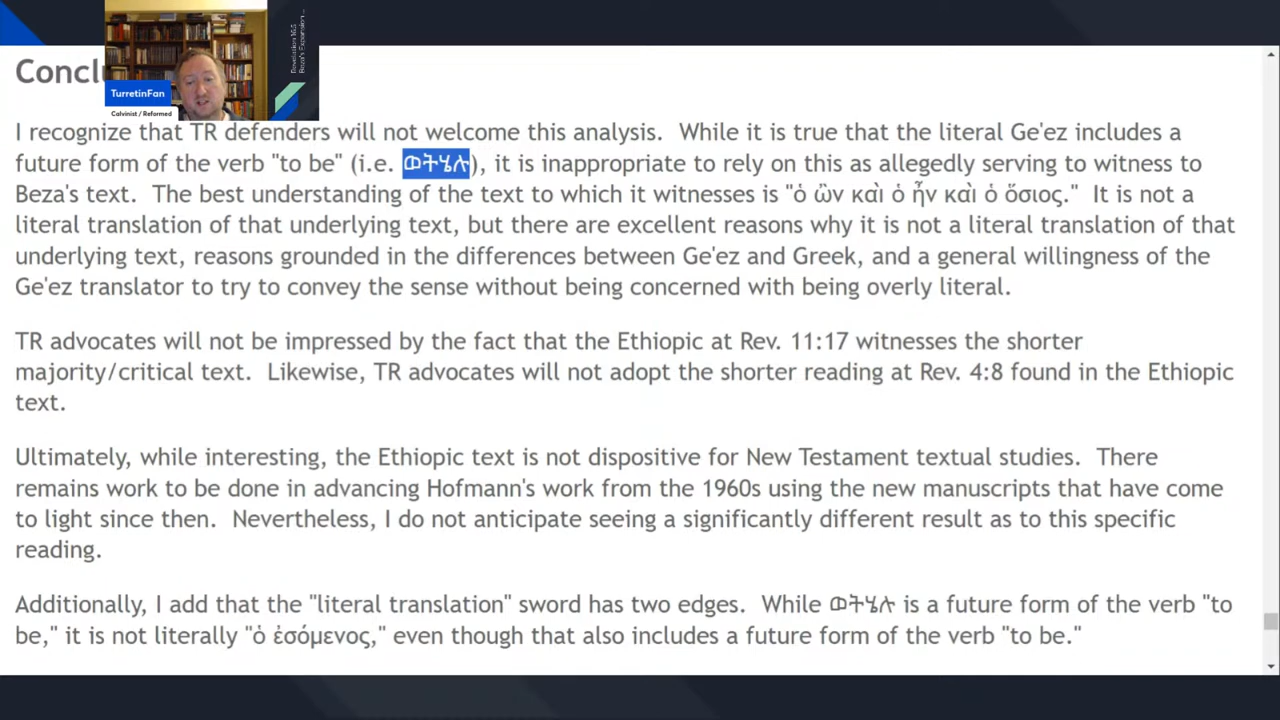 Conclu
TurretinFan
Calvinist / Reformed
Revelation 16:5
I recognize that TR defenders will not welcome this analysis. While it is true that the literal Ge'ez includes a
future form of the verb "to be" (i.e. ወትሄሉ), it is inappropriate to rely on this as allegedly serving to witness to
Beza's text. The best understanding of the text to which it witnesses is "ὁ ὢν καὶ ὁ ἦν καὶ ὁ ὅσιος." It is not a
literal translation of that underlying text, but there are excellent reasons why it is not a literal translation of that
underlying text, reasons grounded in the differences between Ge'ez and Greek, and a general willingness of the
Ge'ez translator to try to convey the sense without being concerned with being overly literal.
TR advocates will not be impressed by the fact that the Ethiopic at Rev. 11:17 witnesses the shorter
majority/critical text. Likewise, TR advocates will not adopt the shorter reading at Rev. 4:8 found in the Ethiopic
text.
Ultimately, while interesting, the Ethiopic text is not dispositive for New Testament textual studies. There
remains work to be done in advancing Hofmann's work from the 1960s using the new manuscripts that have come
to light since then. Nevertheless, I do not anticipate seeing a significantly different result as to this specific
reading.
Additionally, I add that the "literal translation" sword has two edges. While ወትሄሉ is a future form of the verb "to
be," it is not literally "ὁ ἐσόμενος," even though that also includes a future form of the verb "to be."